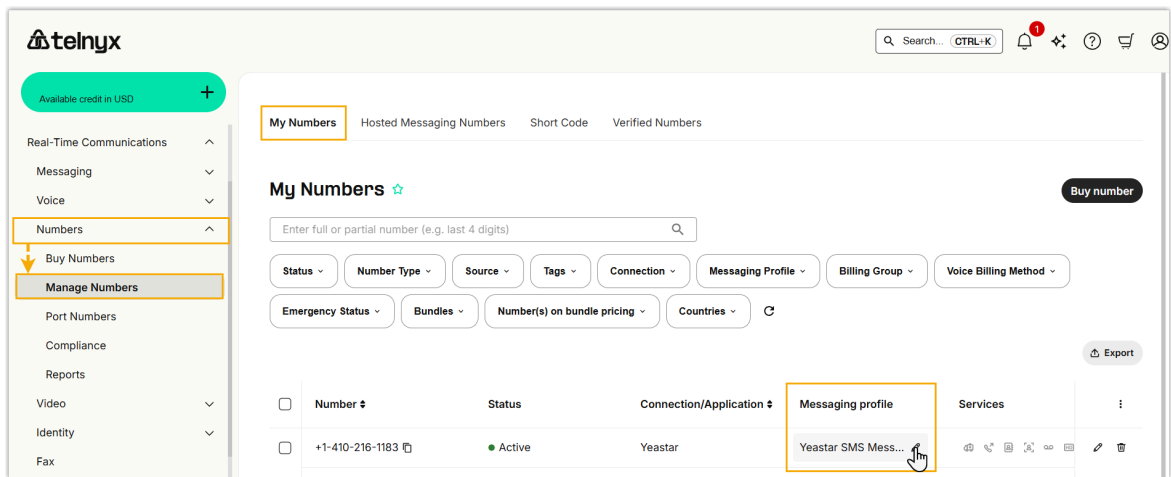 telnyx
Search... CTRL+K
1
Available credit in USD +
Real-Time Communications
Messaging
Voice
Numbers
Buy Numbers
Manage Numbers
Port Numbers
Compliance
Reports
Video
Identity
Fax
My Numbers Hosted Messaging Numbers Short Code Verified Numbers
My Numbers
Buy number
Enter full or partial number (e.g. last 4 digits)
Status Number Type Source Tags Connection Messaging Profile Billing Group Voice Billing Method
Emergency Status Bundles Number(s) on bundle pricing Countries
Export
Number Status Connection/Application Messaging profile Services
+1-410-216-1183 Active Yeastar Yeastar SMS Mess... HD